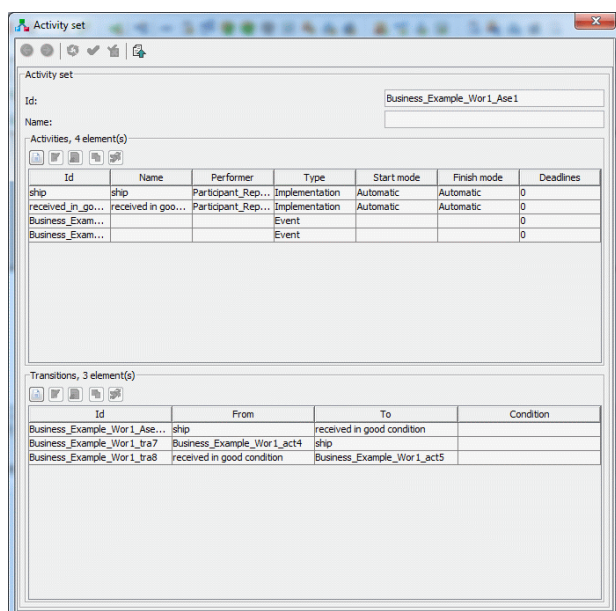 Activity set
Activity set
Id: Business_Example_Wor1_Ase1
Name:
Activities, 4 element(s)
Id Name Performer Type Start mode Finish mode Deadlines
ship ship Participant_Rep... Implementation Automatic Automatic 0
received_in_go... received in goo... Participant_Rep... Implementation Automatic Automatic 0
Business_Exam... Event 0
Business_Exam... Event 0
Transitions, 3 element(s)
Id From To Condition
Business_Example_Wor1_Ase... ship received in good condition
Business_Example_Wor1_tra7 Business_Example_Wor1_act4 ship
Business_Example_Wor1_tra8 received in good condition Business_Example_Wor1_act5